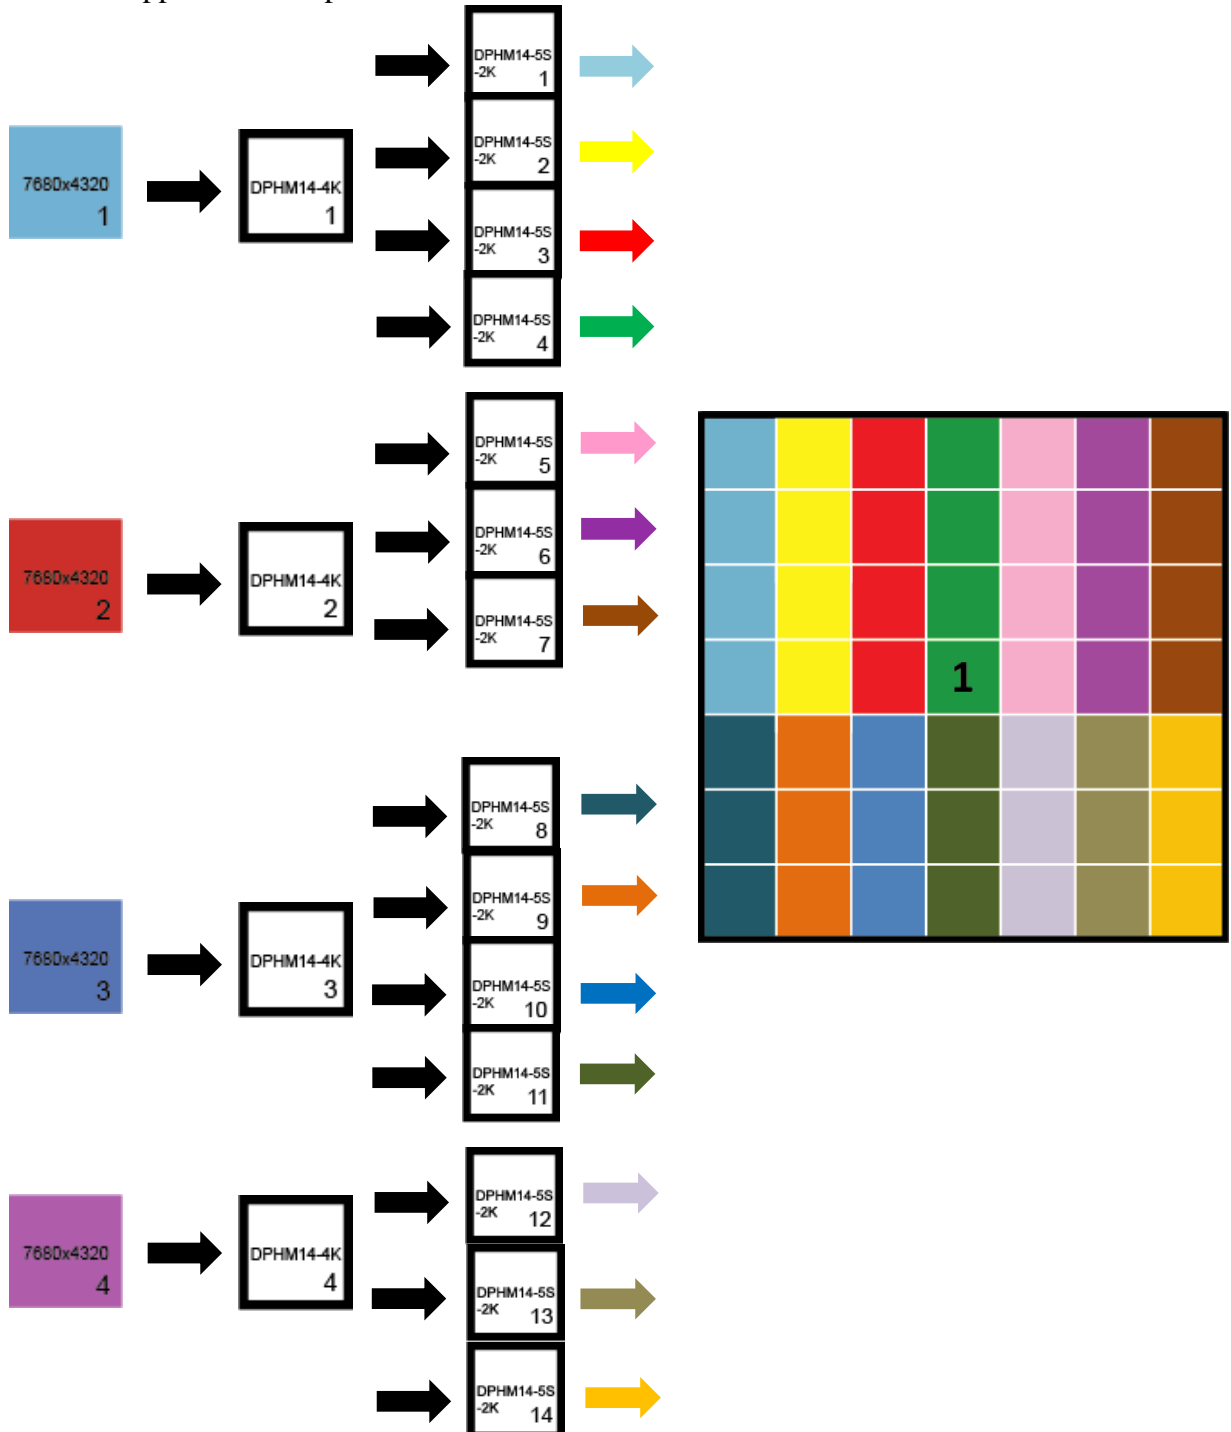 7680x4320
1
DPHM14-4K
1
DPHM14-5S
-2K 1
DPHM14-5S
-2K 2
DPHM14-5S
-2K 3
DPHM14-5S
-2K 4
7680x4320
2
DPHM14-4K
2
DPHM14-5S
-2K 5
DPHM14-5S
-2K 6
DPHM14-5S
-2K 7
1
7680x4320
3
DPHM14-4K
3
DPHM14-5S
-2K 8
DPHM14-5S
-2K 9
DPHM14-5S
-2K 10
DPHM14-5S
-2K 11
7680x4320
4
DPHM14-4K
4
DPHM14-5S
-2K 12
DPHM14-5S
-2K 13
DPHM14-5S
-2K 14